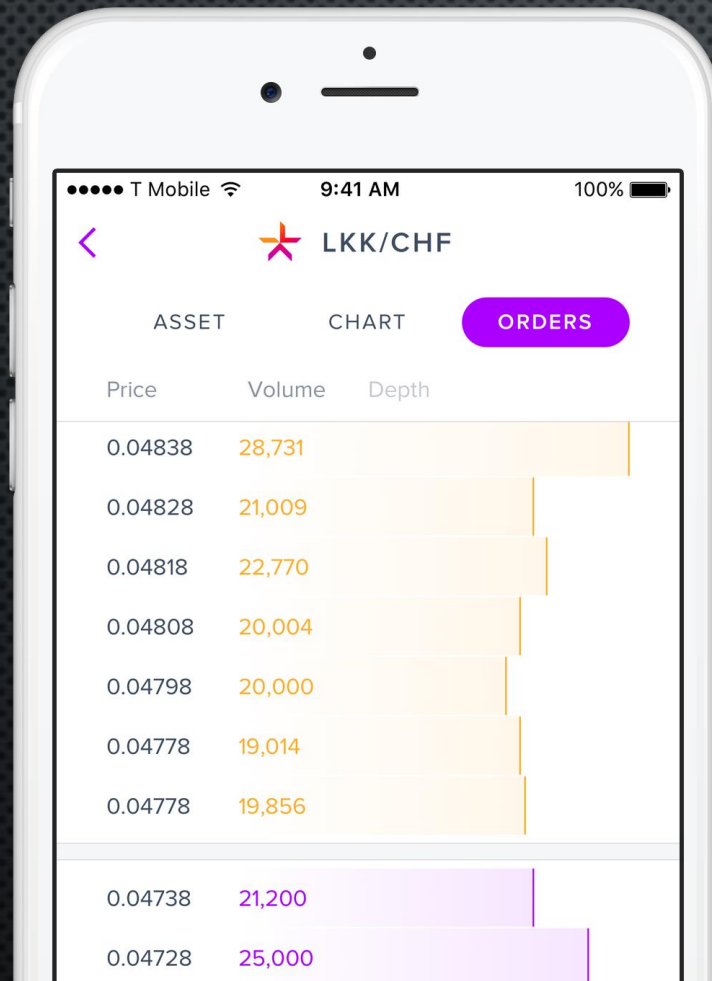 T Mobile 9:41 AM 100%
LKK/CHF
ASSET CHART ORDERS
Price Volume Depth
0.04838 28,731
0.04828 21,009
0.04818 22,770
0.04808 20,004
0.04798 20,000
0.04778 19,014
0.04778 19,856
0.04738 21,200
0.04728 25,000